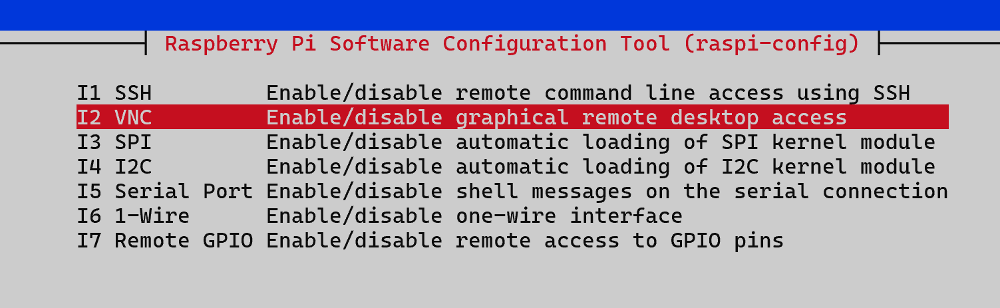 Raspberry Pi Software Configuration Tool (raspi-config)
I1 SSH Enable/disable remote command line access using SSH
I2 VNC Enable/disable graphical remote desktop access
I3 SPI Enable/disable automatic loading of SPI kernel module
I4 I2C Enable/disable automatic loading of I2C kernel module
I5 Serial Port Enable/disable shell messages on the serial connection
I6 1-Wire Enable/disable one-wire interface
I7 Remote GPIO Enable/disable remote access to GPIO pins